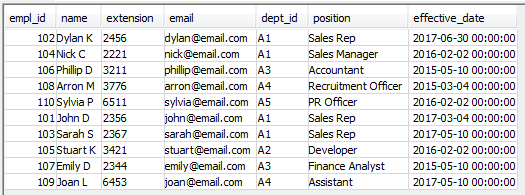 empl_id name extension email dept_id position effective_date
102 Dylan K 2456 dylan@email.com A1 Sales Rep 2017-06-30 00:00:00
104 Nick C 2221 nick@email.com A1 Sales Manager 2016-02-02 00:00:00
106 Phillip D 3211 phillip@email.com A3 Accountant 2015-05-10 00:00:00
108 Arron M 3776 arron@email.com A4 Recruitment Officer 2015-03-04 00:00:00
110 Sylvia P 6511 sylvia@email.com A5 PR Officer 2016-02-02 00:00:00
101 John D 2356 john@email.com A1 Sales Rep 2017-03-04 00:00:00
103 Sarah S 2367 sarah@email.com A1 Sales Rep 2017-05-10 00:00:00
105 Stuart K 3421 stuart@email.com A2 Developer 2016-02-02 00:00:00
107 Emily D 2344 emily@email.com A3 Finance Analyst 2015-05-10 00:00:00
109 Joan L 6453 joan@email.com A4 Assistant 2017-05-10 00:00:00